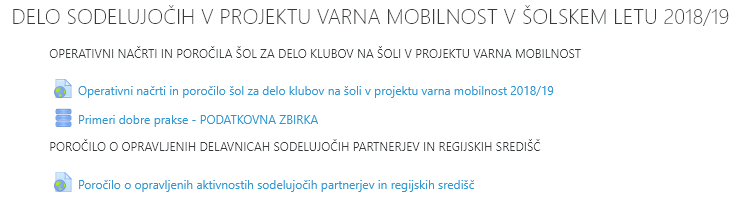 DELO SODELUJOČIH V PROJEKTU VARNA MOBILNOST V ŠOLSKEM LETU 2018/19
OPERATIVNI NAČRTI IN POROČILA ŠOL ZA DELO KLUBOV NA ŠOLI V PROJEKTU VARNA MOBILNOST
Operativni načrti in poročilo šol za delo klubov na šoli v projektu varna mobilnost 2018/19
Primeri dobre prakse - PODATKOVNA ZBIRKA
POROČILO O OPRAVLJENIH DELAVNICAH SODELUJOČIH PARTNERJEV IN REGIJSKIH SREDIŠČ
Poročilo o opravljenih aktivnostih sodelujočih partnerjev in regijskih središč